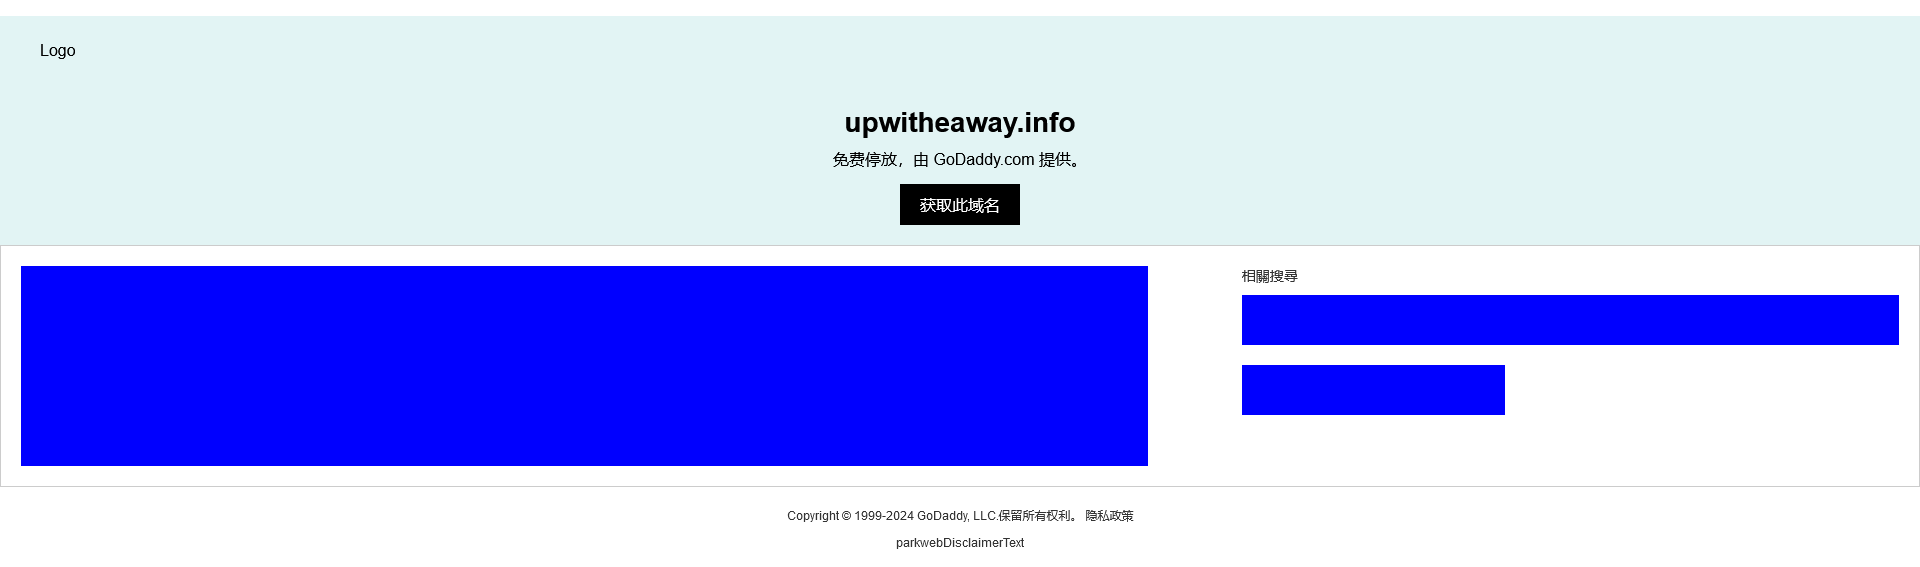 Logo
upwitheaway.info
免费停放，由 GoDaddy.com 提供。
获取此域名
相關搜尋
Copyright © 1999-2024 GoDaddy, LLC.保留所有权利。 隐私政策
parkwebDisclaimerText